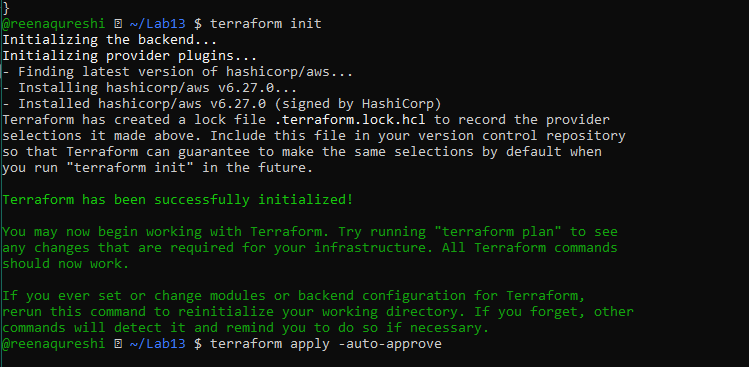 }
@reenaqureshi ~/Lab13 $ terraform init
Initializing the backend...
Initializing provider plugins...
- Finding latest version of hashicorp/aws...
- Installing hashicorp/aws v6.27.0...
- Installed hashicorp/aws v6.27.0 (signed by HashiCorp)
Terraform has created a lock file .terraform.lock.hcl to record the provider
selections it made above. Include this file in your version control repository
so that Terraform can guarantee to make the same selections by default when
you run "terraform init" in the future.
Terraform has been successfully initialized!
You may now begin working with Terraform. Try running "terraform plan" to see
any changes that are required for your infrastructure. All Terraform commands
should now work.
If you ever set or change modules or backend configuration for Terraform,
rerun this command to reinitialize your working directory. If you forget, other
commands will detect it and remind you to do so if necessary.
@reenaqureshi ~/Lab13 $ terraform apply -auto-approve